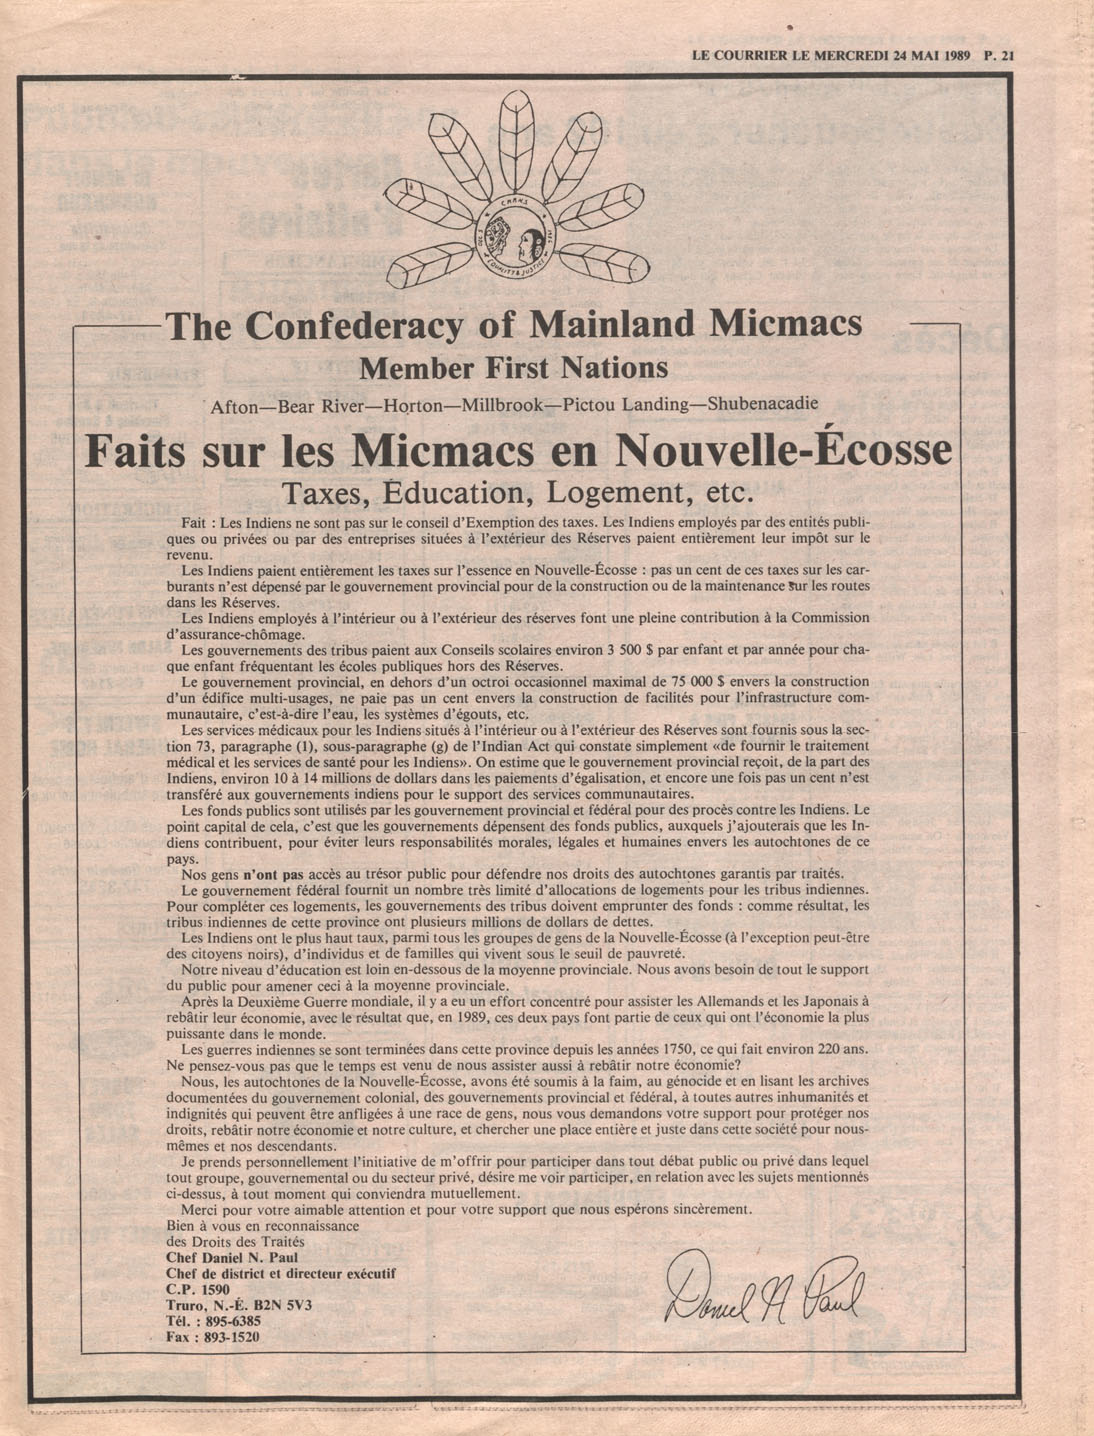 LE COURRIER LE MERCREDI 24 MAI 1989 P. 21
CMMNS
EQUALITY & JUSTICE
The Confederacy of Mainland Micmacs
Member First Nations
Afton—Bear River—Horton—Millbrook—Pictou Landing—Shubenacadie
Faits sur les Micmacs en Nouvelle-Écosse
Taxes, Éducation, Logement, etc.
Fait : Les Indiens ne sont pas sur le conseil d'Exemption des taxes. Les Indiens employés par des entités publi-
ques ou privées ou par des entreprises situées à l'extérieur des Réserves paient entièrement leur impôt sur le
revenu.
Les Indiens paient entièrement les taxes sur l'essence en Nouvelle-Écosse : pas un cent de ces taxes sur les car-
burants n'est dépensé par le gouvernement provincial pour de la construction ou de la maintenance sur les routes
dans les Réserves.
Les Indiens employés à l'intérieur ou à l'extérieur des réserves font une pleine contribution à la Commission
d'assurance-chômage.
Les gouvernements des tribus paient aux Conseils scolaires environ 3 500 $ par enfant et par année pour cha-
que enfant fréquentant les écoles publiques hors des Réserves.
Le gouvernement provincial, en dehors d'un octroi occasionnel maximal de 75 000 $ envers la construction
d'un édifice multi-usages, ne paie pas un cent envers la construction de facilités pour l'infrastructure com-
munautaire, c'est-à-dire l'eau, les systèmes d'égouts, etc.
Les services médicaux pour les Indiens situés à l'intérieur ou à l'extérieur des Réserves sont fournis sous la sec-
tion 73, paragraphe (1), sous-paragraphe (g) de l'Indian Act qui constate simplement «de fournir le traitement
médical et les services de santé pour les Indiens». On estime que le gouvernement provincial reçoit, de la part des
Indiens, environ 10 à 14 millions de dollars dans les paiements d'égalisation, et encore une fois pas un cent n'est
transféré aux gouvernements indiens pour le support des services communautaires.
Les fonds publics sont utilisés par les gouvernement provincial et fédéral pour des procès contre les Indiens. Le
point capital de cela, c'est que les gouvernements dépensent des fonds publics, auxquels j'ajouterais que les In-
diens contribuent, pour éviter leurs responsabilités morales, légales et humaines envers les autochtones de ce
pays.
Nos gens n'ont pas accès au trésor public pour défendre nos droits des autochtones garantis par traités.
Le gouvernement fédéral fournit un nombre très limité d'allocations de logements pour les tribus indiennes.
Pour compléter ces logements, les gouvernements des tribus doivent emprunter des fonds : comme résultat, les
tribus indiennes de cette province ont plusieurs millions de dollars de dettes.
Les Indiens ont le plus haut taux, parmi tous les groupes de gens de la Nouvelle-Écosse (à l'exception peut-être
des citoyens noirs), d'individus et de familles qui vivent sous le seuil de pauvreté.
Notre niveau d'éducation est loin en-dessous de la moyenne provinciale. Nous avons besoin de tout le support
du public pour amener ceci à la moyenne provinciale.
Après la Deuxième Guerre mondiale, il y a eu un effort concentré pour assister les Allemands et les Japonais à
rebâtir leur économie, avec le résultat que, en 1989, ces deux pays font partie de ceux qui ont l'économie la plus
puissante dans le monde.
Les guerres indiennes se sont terminées dans cette province depuis les années 1750, ce qui fait environ 220 ans.
Ne pensez-vous pas que le temps est venu de nous assister aussi à rebâtir notre économie?
Nous, les autochtones de la Nouvelle-Écosse, avons été soumis à la faim, au génocide et en lisant les archives
documentées du gouvernement colonial, des gouvernements provincial et fédéral, à toutes autres inhumanités et
indignités qui peuvent être anfligées à une race de gens, nous vous demandons votre support pour protéger nos
droits, rebâtir notre économie et notre culture, et chercher une place entière et juste dans cette société pour nous-
mêmes et nos descendants.
Je prends personnellement l'initiative de m'offrir pour participer dans tout débat public ou privé dans lequel
tout groupe, gouvernemental ou du secteur privé, désire me voir participer, en relation avec les sujets mentionnés
ci-dessus, à tout moment qui conviendra mutuellement.
Merci pour votre aimable attention et pour votre support que nous espérons sincèrement.
Bien à vous en reconnaissance
des Droits des Traités
Chef Daniel N. Paul
Chef de district et directeur exécutif
C.P. 1590
Truro, N.-É. B2N 5V3
Tél. : 895-6385
Fax : 893-1520
Daniel N Paul